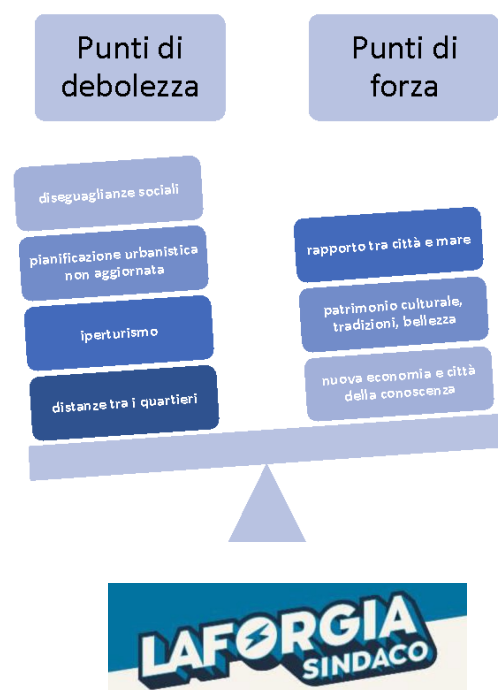 Punti di
debolezza
Punti di
forza
diseguaglianze sociali
pianificazione urbanistica
non aggiornata
iperturismo
distanze tra i quartieri
rapporto tra città e mare
patrimonio culturale,
tradizioni, bellezza
nuova economia e città
della conoscenza
LAFORGIA
SINDACO